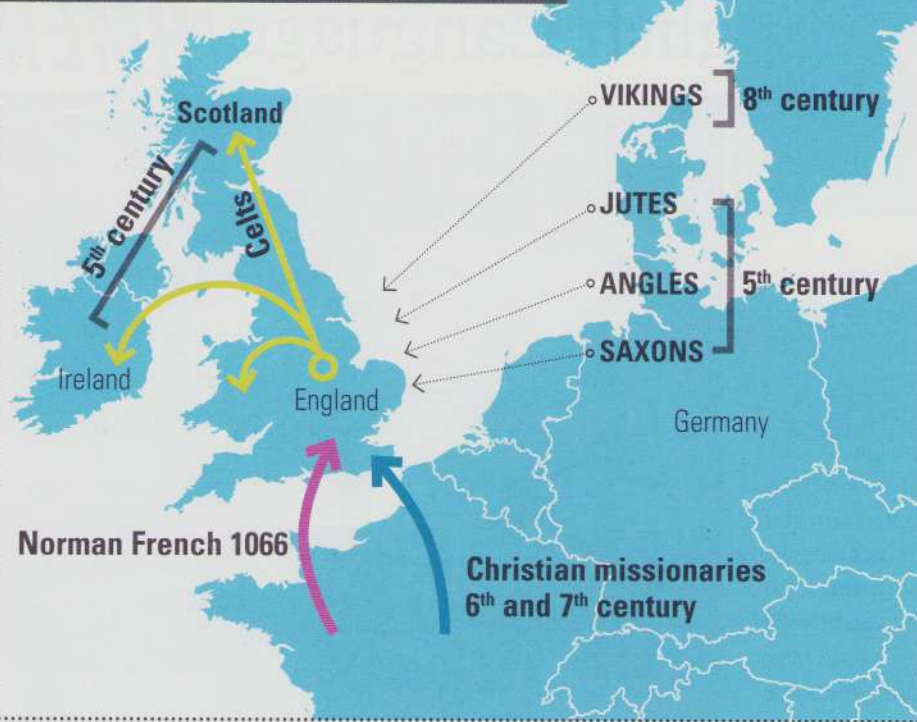 Scotland
VIKINGS
8th century
5th century
Celts
JUTES
ANGLES
5th century
SAXONS
Ireland
England
Germany
Norman French 1066
Christian missionaries
6th and 7th century